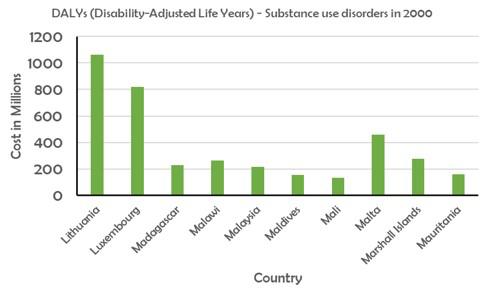 DALYs (Disability-Adjusted Life Years) - Substance use disorders in 2000
1200
1000
800
600
400
200
0
Cost in Millions
Lithuania
Luxembourg
Madagascar
Malawi
Malaysia
Maldives
Mali
Malta
Marshall Islands
Mauritania
Country